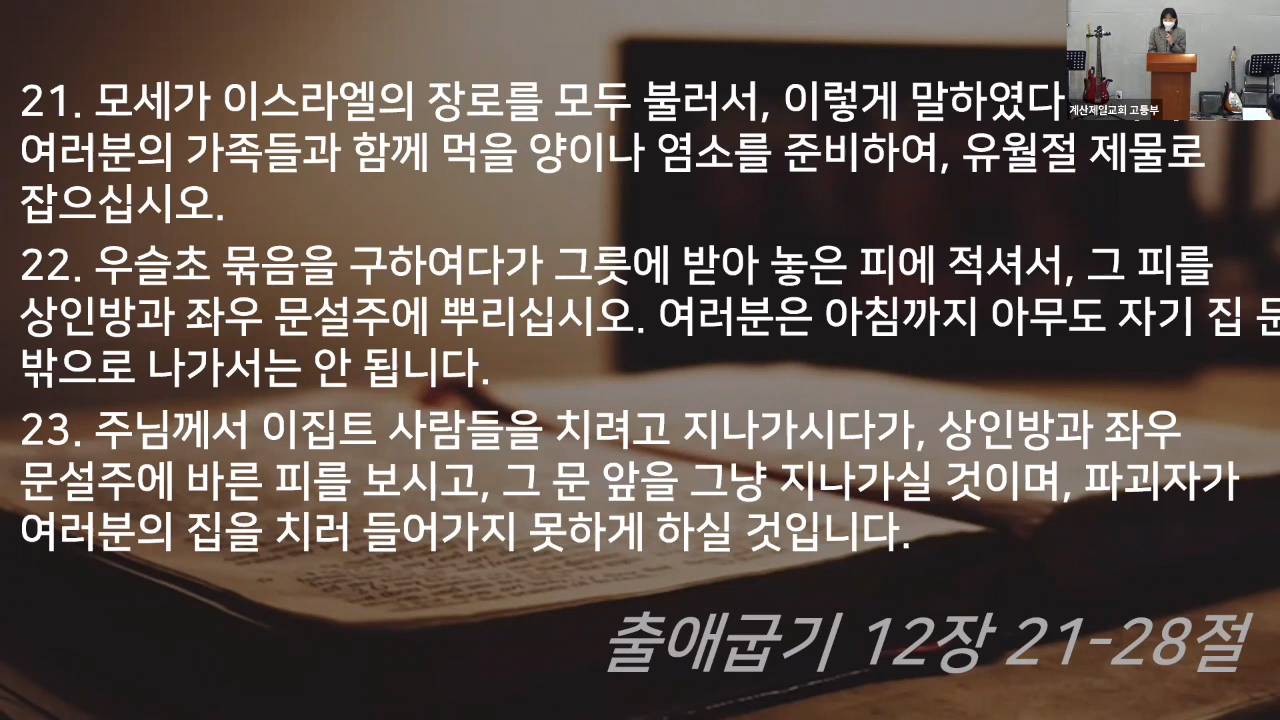 21. 모세가 이스라엘의 장로를 모두 불러서, 이렇게 말하였다
여러분의 가족들과 함께 먹을 양이나 염소를 준비하여, 유월절 제물로
잡으십시오.
22. 우슬초 묶음을 구하여다가 그릇에 받아 놓은 피에 적셔서, 그 피를
상인방과 좌우 문설주에 뿌리십시오. 여러분은 아침까지 아무도 자기 집 문
밖으로 나가서는 안 됩니다.
23. 주님께서 이집트 사람들을 치려고 지나가시다가, 상인방과 좌우
문설주에 바른 피를 보시고, 그 문 앞을 그냥 지나가실 것이며, 파괴자가
여러분의 집을 치러 들어가지 못하게 하실 것입니다.
출애굽기 12장 21-28절
계산제일교회 고등부